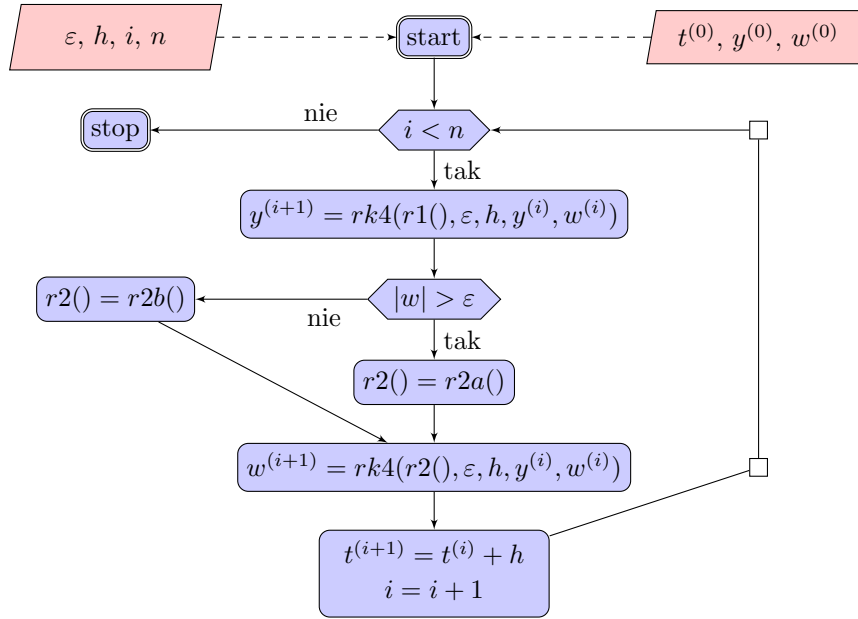 ε, h, i, n
start
t^{(0)}, y^{(0)}, w^{(0)}
stop
nie
i < n
tak
y^{(i+1)} = rk4(r1(), ε, h, y^{(i)}, w^{(i)})
r2() = r2b()
nie
|w| > ε
tak
r2() = r2a()
w^{(i+1)} = rk4(r2(), ε, h, y^{(i)}, w^{(i)})
t^{(i+1)} = t^{(i)} + h
i = i + 1